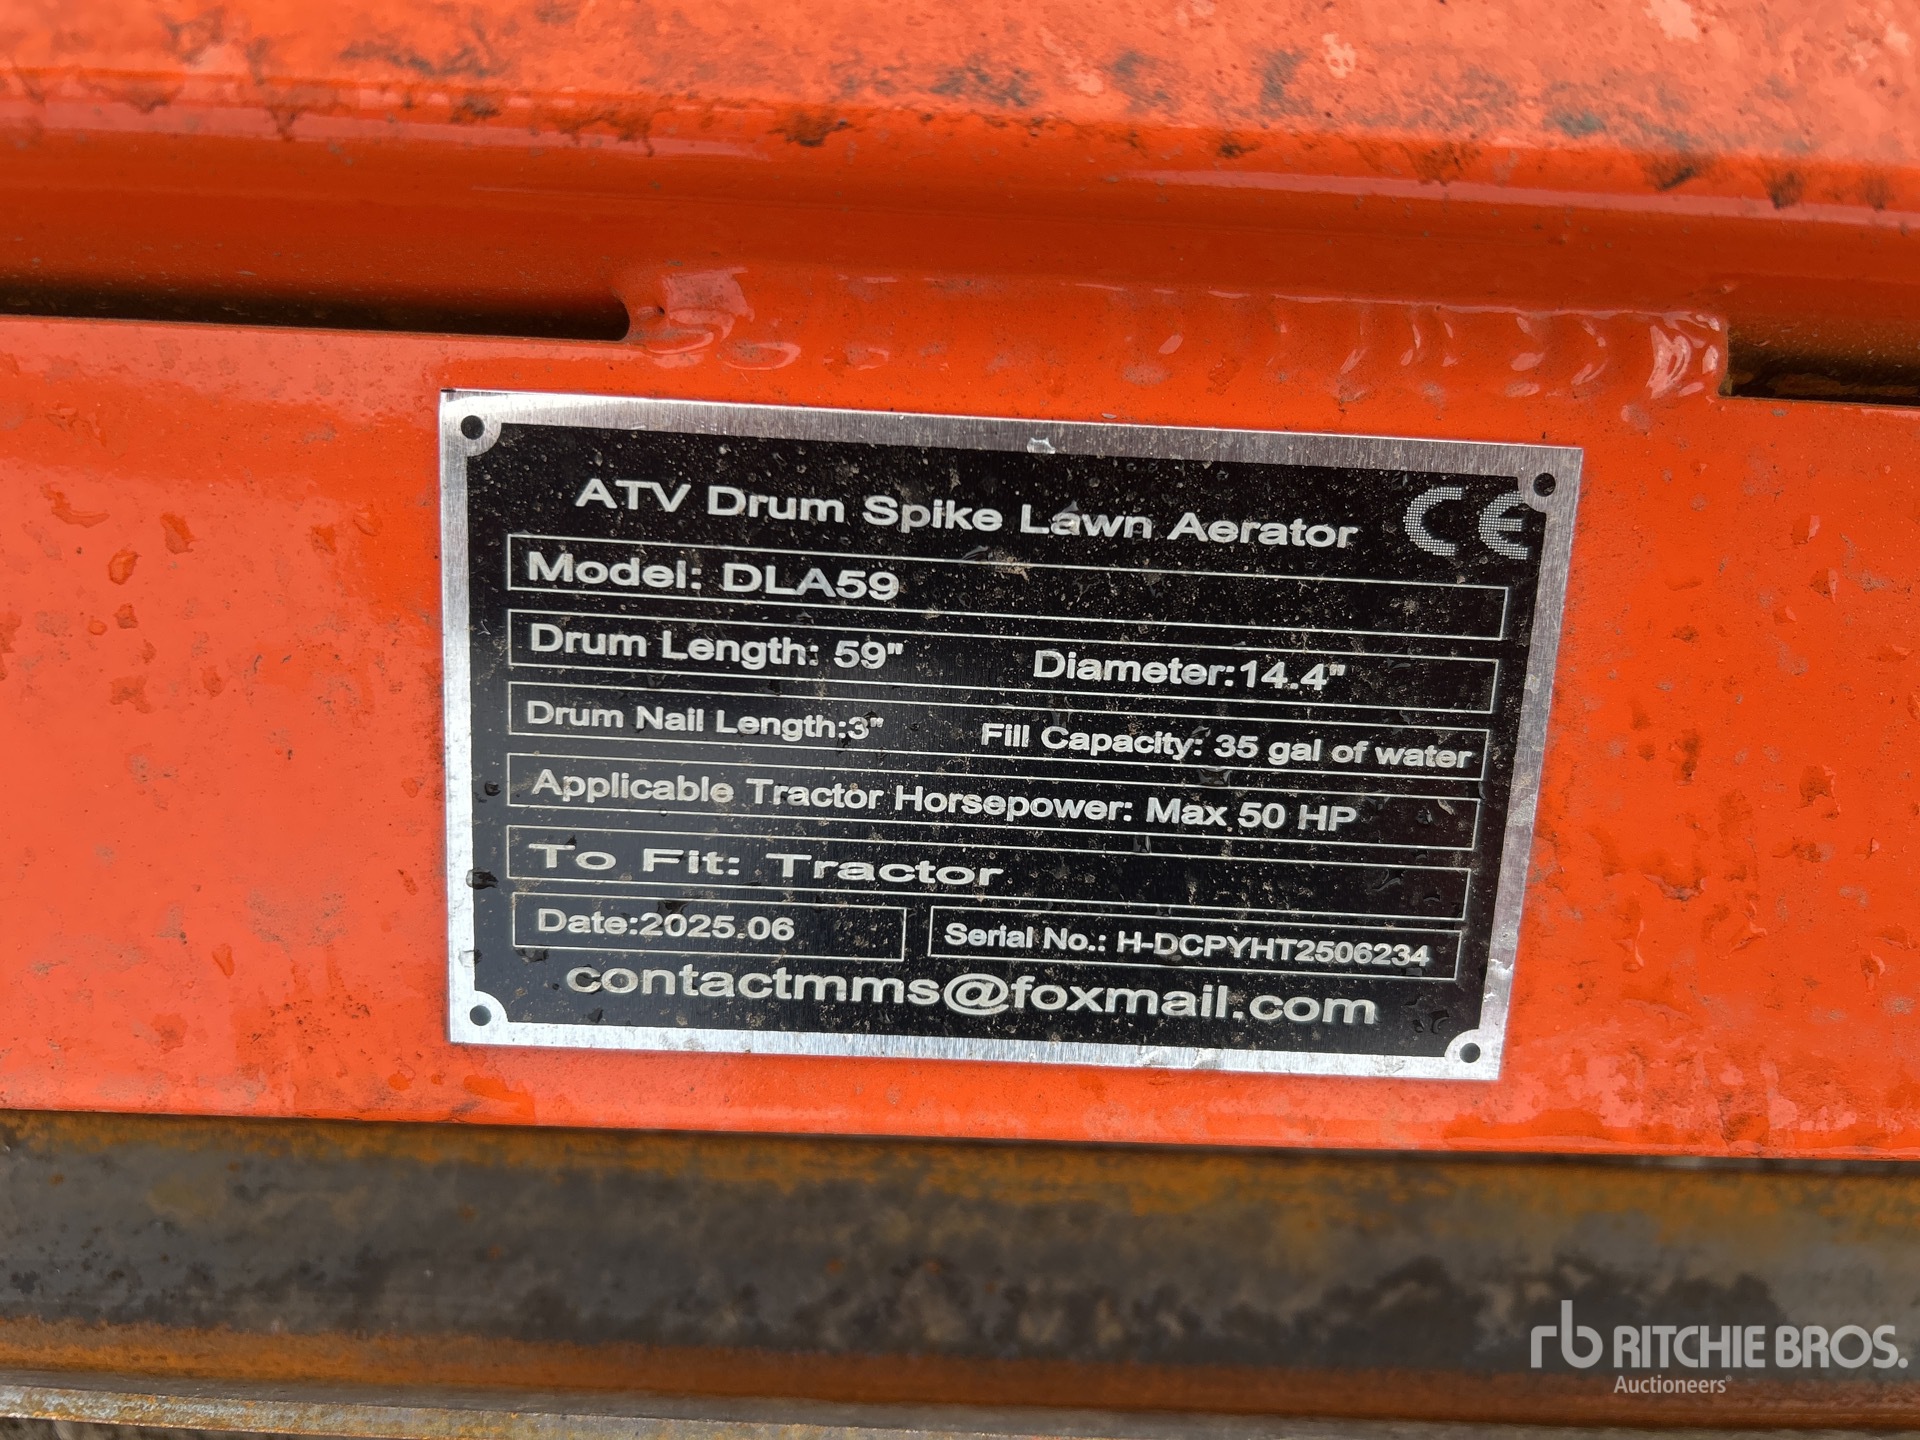 ATV Drum Spike Lawn Aerator CE
Model: DLA59
Drum Length: 59" Diameter:14.4"
Drum Nail Length:3" Fill Capacity: 35 gal of water
Applicable Tractor Horsepower: Max 50 HP
To Fit: Tractor
Date:2025.06 Serial No.: H-DCPYHT2506234
contactmms@foxmail.com
rb RITCHIE BROS.
Auctioneers